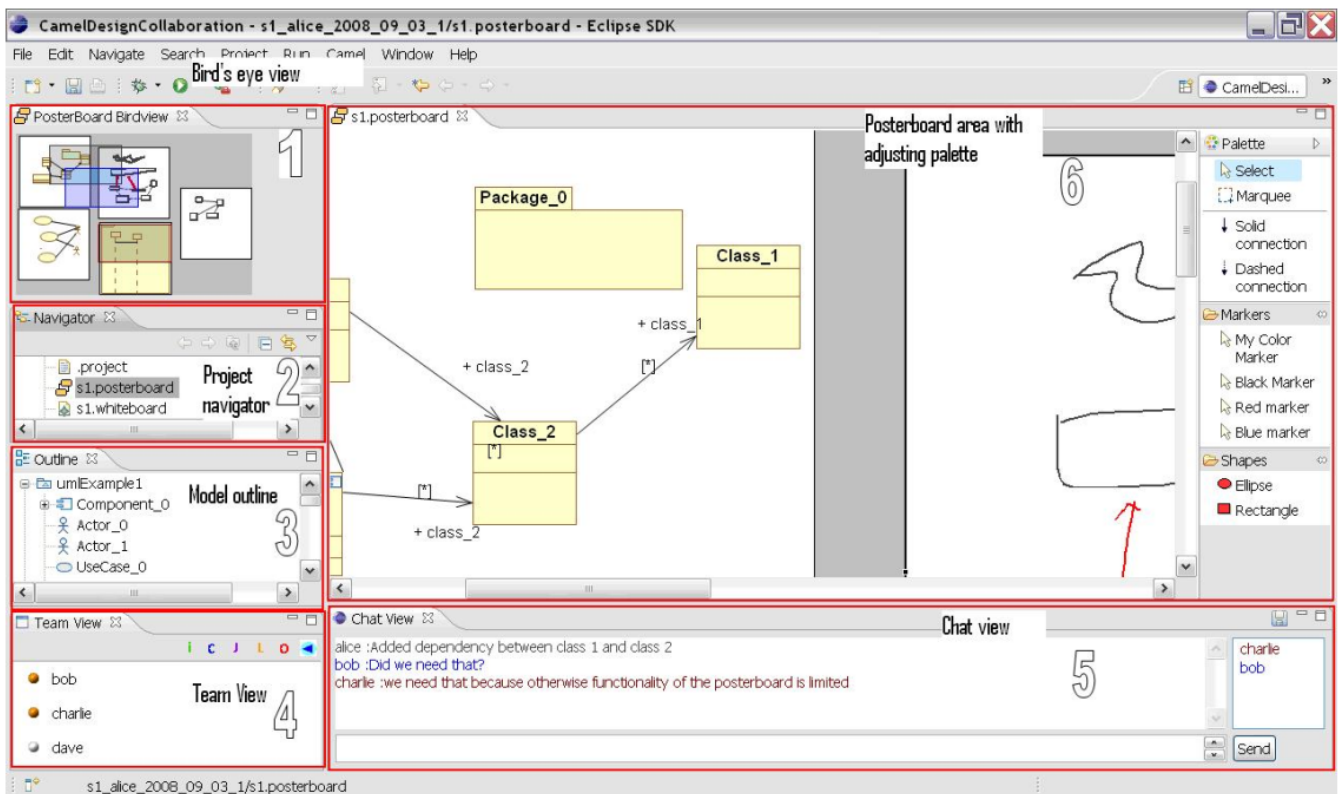 CamelDesignCollaboration - s1_alice_2008_09_03_1/s1.posterboard - Eclipse SDK
File Edit Navigate Search Project Run Camel Window Help
Bird's eye view
CamelDesi... »
PosterBoard Birdview
1
s1.posterboard
Posterboard area with
adjusting palette
6
Package_0
Class_1
+ class_1
+ class_2
[*]
Class_2
[*]
[*]
+ class_2
Palette
Select
Marquee
Solid
connection
Dashed
connection
Markers
My Color
Marker
Black Marker
Red marker
Blue marker
Shapes
Ellipse
Rectangle
Navigator
.project
s1.posterboard
s1.whiteboard
Project
navigator
2
Outline
umlExample1
Component_0
Actor_0
Actor_1
UseCase_0
Model outline
3
Team View
i C J L O
bob
charlie
dave
Team View
4
Chat View
Chat view
5
alice :Added dependency between class 1 and class 2
bob :Did we need that?
charlie :we need that because otherwise functionality of the posterboard is limited
charlie
bob
Send
s1_alice_2008_09_03_1/s1.posterboard